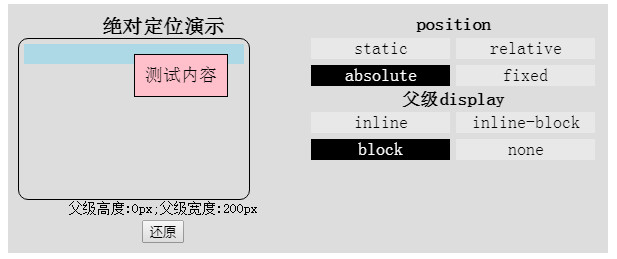 绝对定位演示
测试内容
父级高度:0px;父级宽度:200px
还原
position
static relative
absolute fixed
父级display
inline inline-block
block none